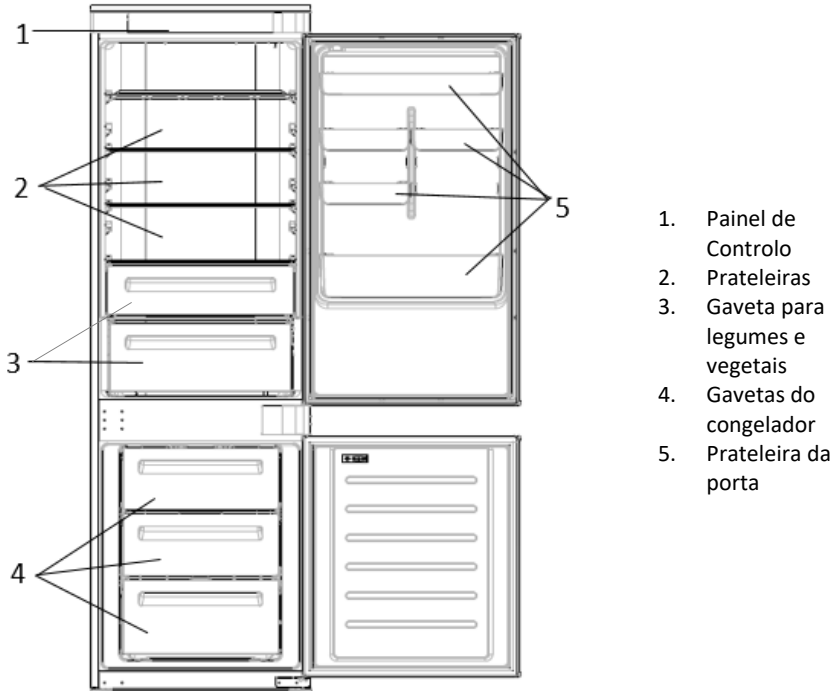 1
2
3
4
5
1. Painel de
Controlo
2. Prateleiras
3. Gaveta para
legumes e
vegetais
4. Gavetas do
congelador
5. Prateleira da
porta